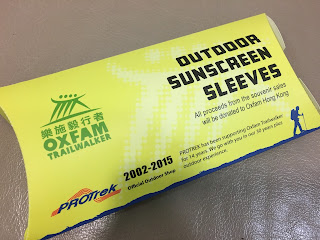 OUTDOOR
SUNSCREEN
SLEEVES
All proceeds from the souvenir sales
will be donated to Oxfam Hong Kong
樂施毅行者
OXFAM
TRAILWALKER
PROTrek
2002-2015
Official Outdoor Shop
PROTREK has been supporting Oxfam Trailwalker
for 14 years. We go with you in our 30 years plus
outdoor experience.